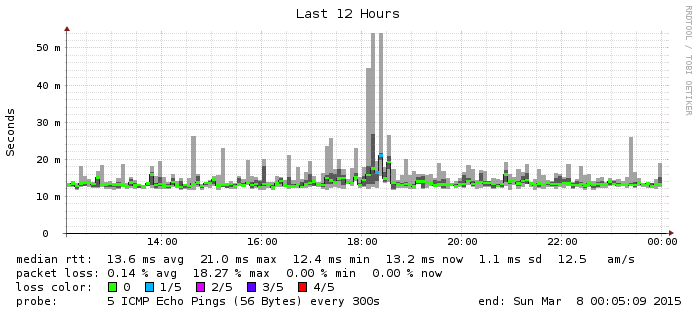 Last 12 Hours
RRDTOOL / TOBI OETIKER
Seconds
50 m
40 m
30 m
20 m
10 m
0
14:00 16:00 18:00 20:00 22:00 00:00
median rtt: 13.6 ms avg 21.0 ms max 12.4 ms min 13.2 ms now 1.1 ms sd 12.5 am/s
packet loss: 0.14 % avg 18.27 % max 0.00 % min 0.00 % now
loss color: 0 1/5 2/5 3/5 4/5
probe: 5 ICMP Echo Pings (56 Bytes) every 300s end: Sun Mar 8 00:05:09 2015